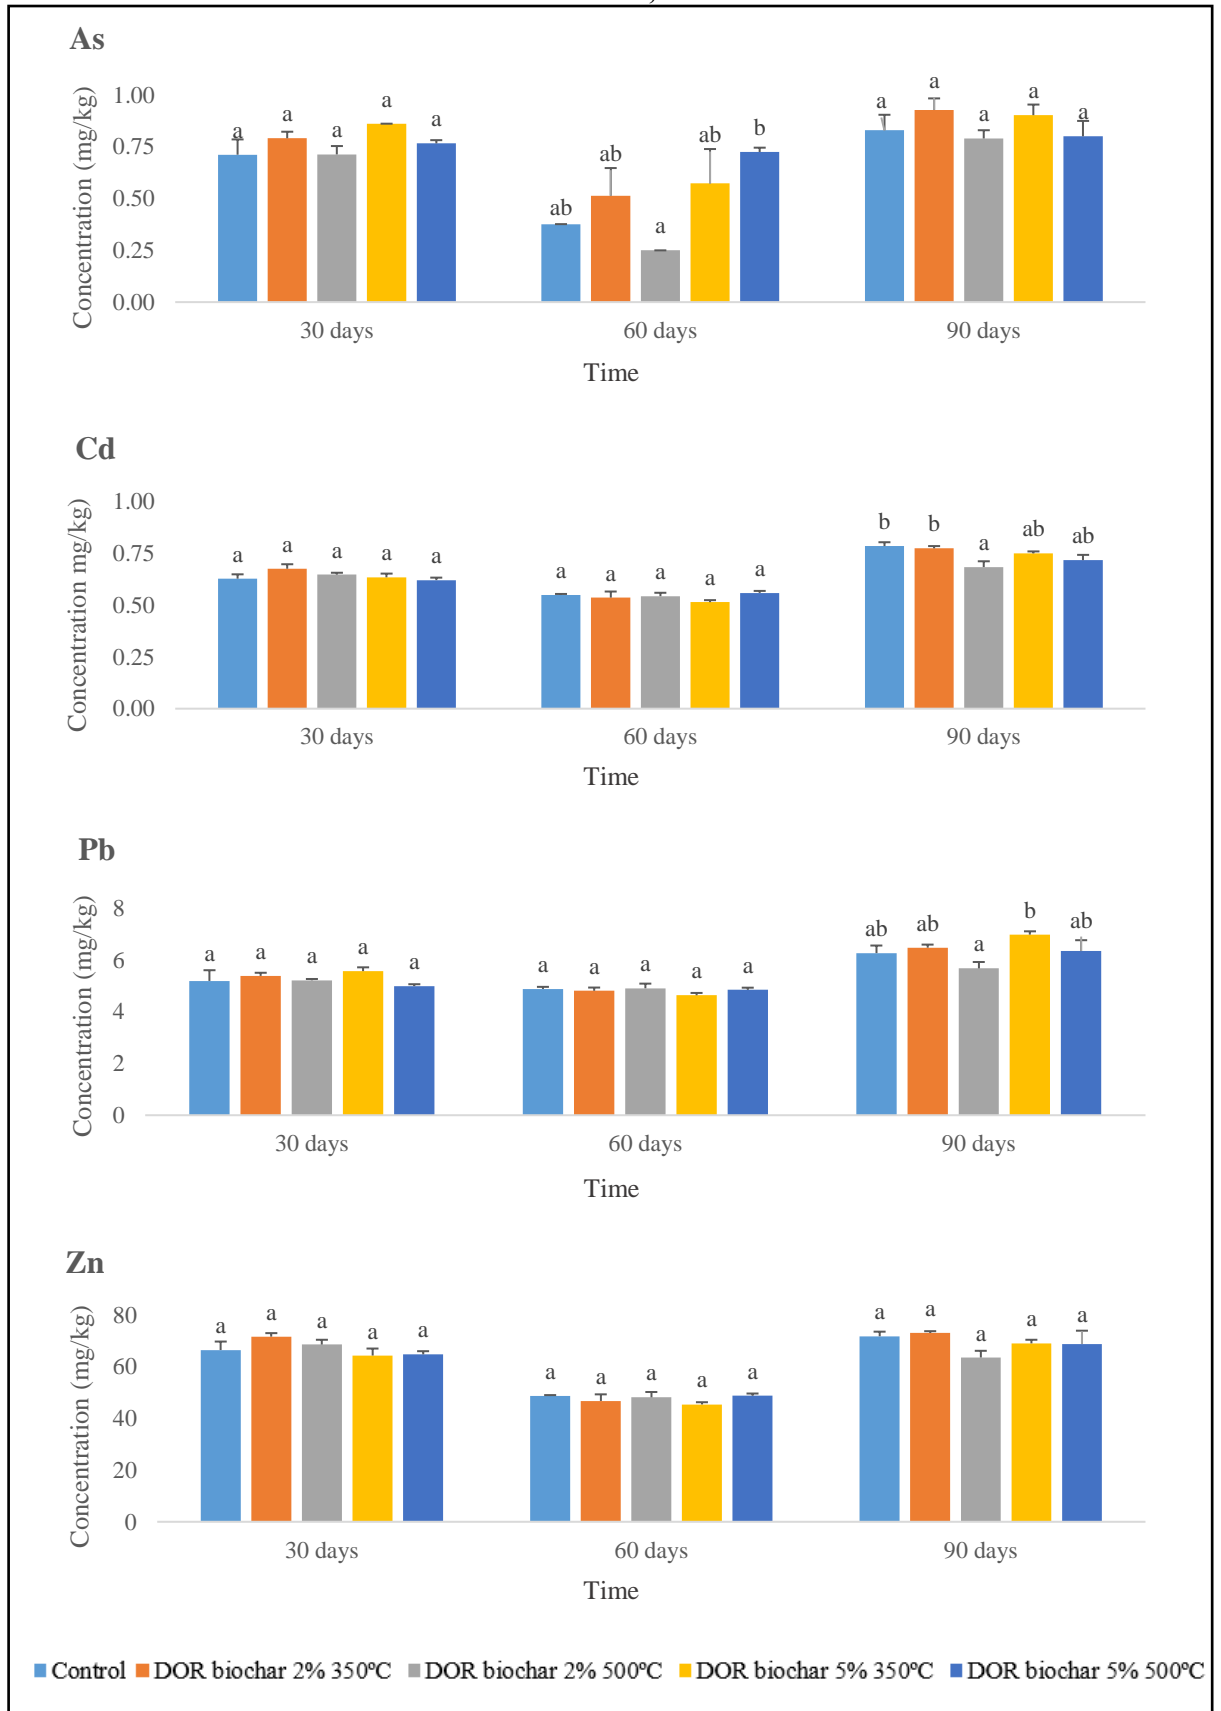 As
Concentration (mg/kg)
1.00
0.75
0.50
0.25
0.00
a a a a a
ab ab a ab b
a a a a a
30 days 60 days 90 days
Time
Cd
Concentration mg/kg)
1.00
0.75
0.50
0.25
0.00
a a a a a
a a a a a
b b a ab ab
30 days 60 days 90 days
Time
Pb
Concentration (mg/kg)
8
6
4
2
0
a a a a a
a a a a a
ab ab a b ab
30 days 60 days 90 days
Time
Zn
Concentration (mg/kg)
80
60
40
20
0
a a a a a
a a a a a
a a a a a
30 days 60 days 90 days
Time
Control DOR biochar 2% 350ºC DOR biochar 2% 500ºC DOR biochar 5% 350ºC DOR biochar 5% 500ºC